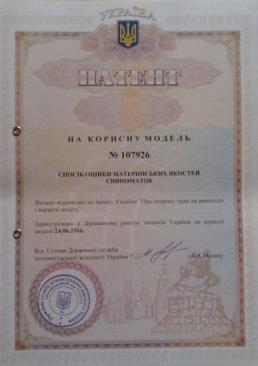 УКРАЇНА
ПАТЕНТ
НА КОРИСНУ МОДЕЛЬ
№ 107926
СПОСІБ ОЦІНКИ МАТЕРИНСЬКИХ ЯКОСТЕЙ
СВИНОМАТОК
Видано відповідно до Закону України "Про охорону прав на винаходи
і корисні моделі".
Зареєстровано в Державному реєстрі патентів України на корисні
моделі 24.06.2016.
Державної служби
інтелектуальної власності України
А.А.Малиш